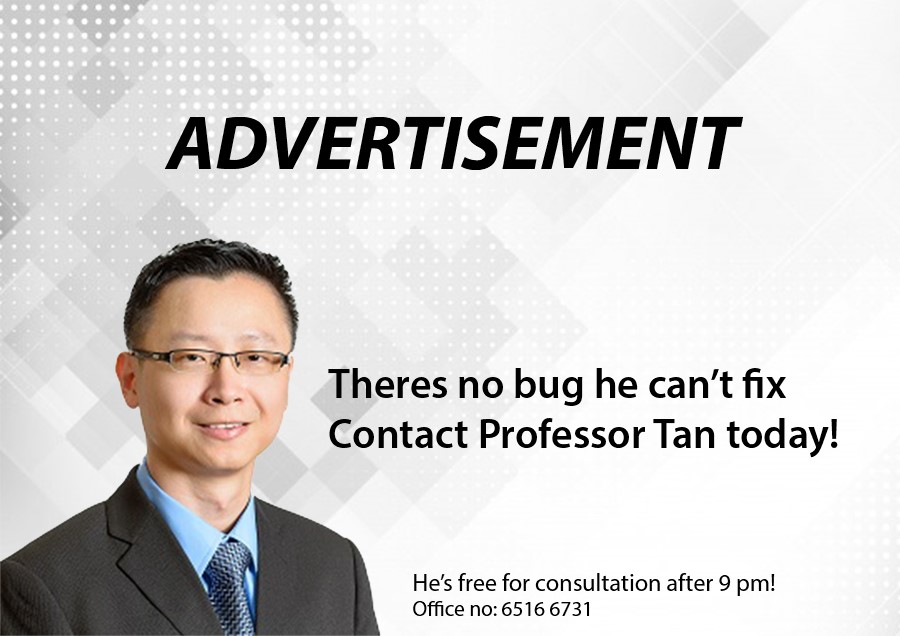 ADVERTISEMENT
Theres no bug he can’t fix
Contact Professor Tan today!
He’s free for consultation after 9 pm!
Office no: 6516 6731